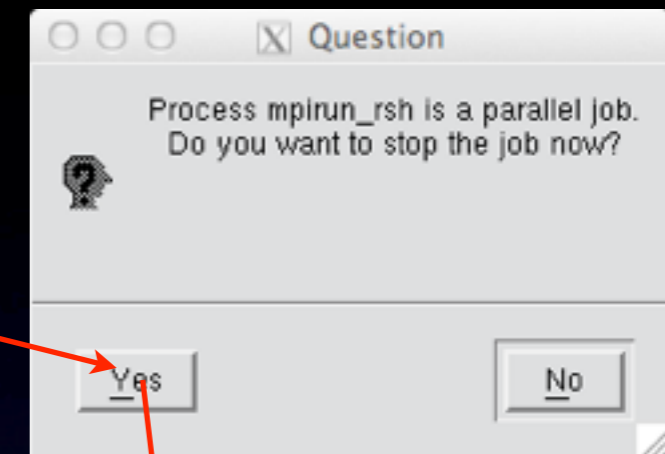 Question
Process mpirun_rsh is a parallel job.
Do you want to stop the job now?
Yes
No